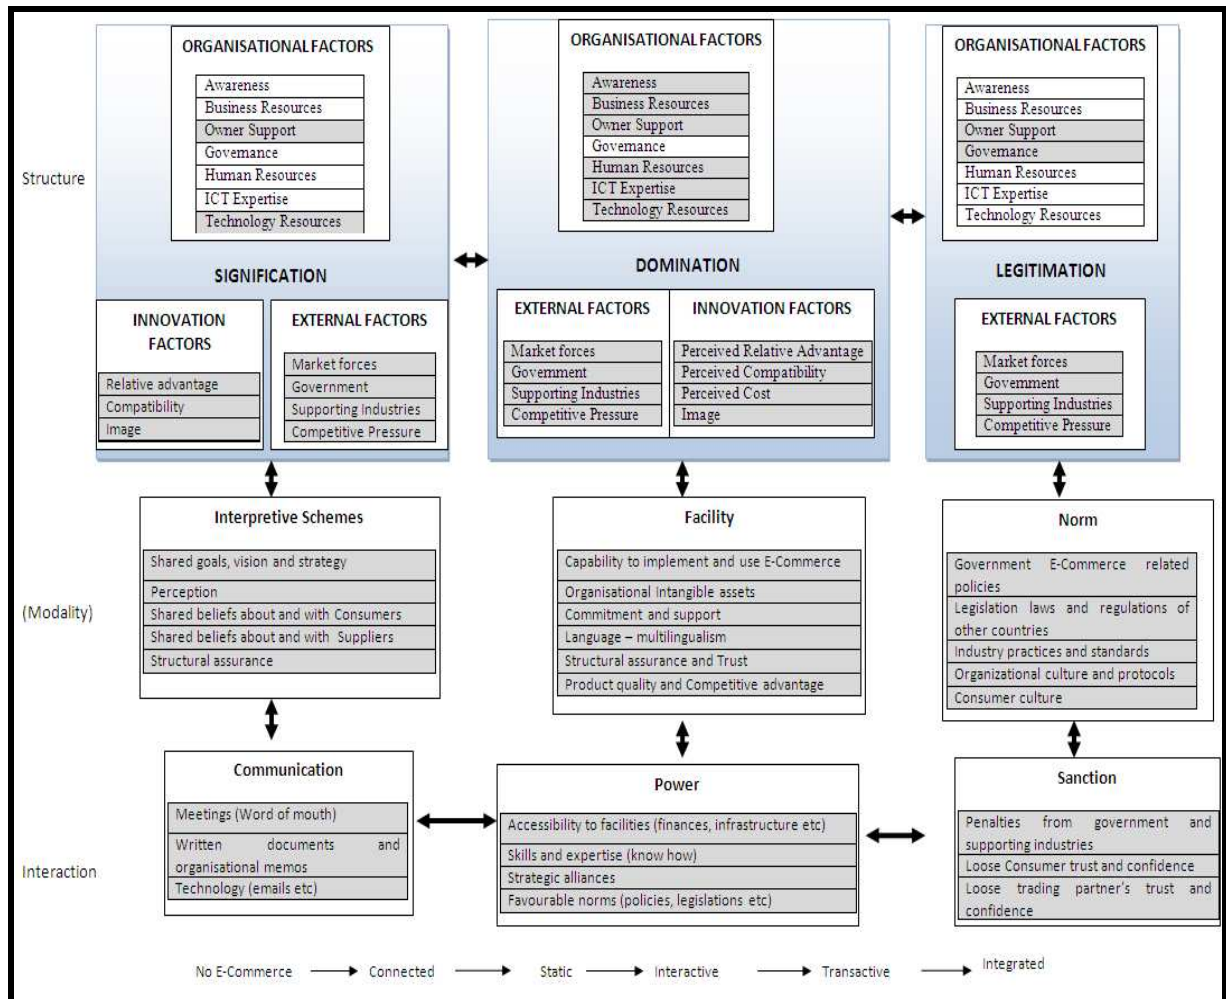 ORGANISATIONAL FACTORS
Awareness
Business Resources
Owner Support
Governance
Human Resources
ICT Expertise
Technology Resources
SIGNIFICATION
INNOVATION
FACTORS
Relative advantage
Compatibility
Image
EXTERNAL FACTORS
Market forces
Government
Supporting Industries
Competitive Pressure
ORGANISATIONAL FACTORS
Awareness
Business Resources
Owner Support
Governance
Human Resources
ICT Expertise
Technology Resources
DOMINATION
EXTERNAL FACTORS
Market forces
Government
Supporting Industries
Competitive Pressure
INNOVATION FACTORS
Perceived Relative Advantage
Perceived Compatibility
Perceived Cost
Image
ORGANISATIONAL FACTORS
Awareness
Business Resources
Owner Support
Governance
Human Resources
ICT Expertise
Technology Resources
LEGITIMATION
EXTERNAL FACTORS
Market forces
Government
Supporting Industries
Competitive Pressure
Structure
(Modality)
Interpretive Schemes
Shared goals, vision and strategy
Perception
Shared beliefs about and with Consumers
Shared beliefs about and with Suppliers
Structural assurance
Facility
Capability to implement and use E-Commerce
Organisational Intangible assets
Commitment and support
Language – multilingualism
Structural assurance and Trust
Product quality and Competitive advantage
Norm
Government E-Commerce related
policies
Legislation laws and regulations of
other countries
Industry practices and standards
Organizational culture and protocols
Consumer culture
Interaction
Communication
Meetings (Word of mouth)
Written documents and
organisational memos
Technology (emails etc)
Power
Accessibility to facilities (finances, infrastructure etc)
Skills and expertise (know how)
Strategic alliances
Favourable norms (policies, legislations etc)
Sanction
Penalties from government and
supporting industries
Loose Consumer trust and confidence
Loose trading partner's trust and
confidence
No E-Commerce Connected Static Interactive Transactive Integrated